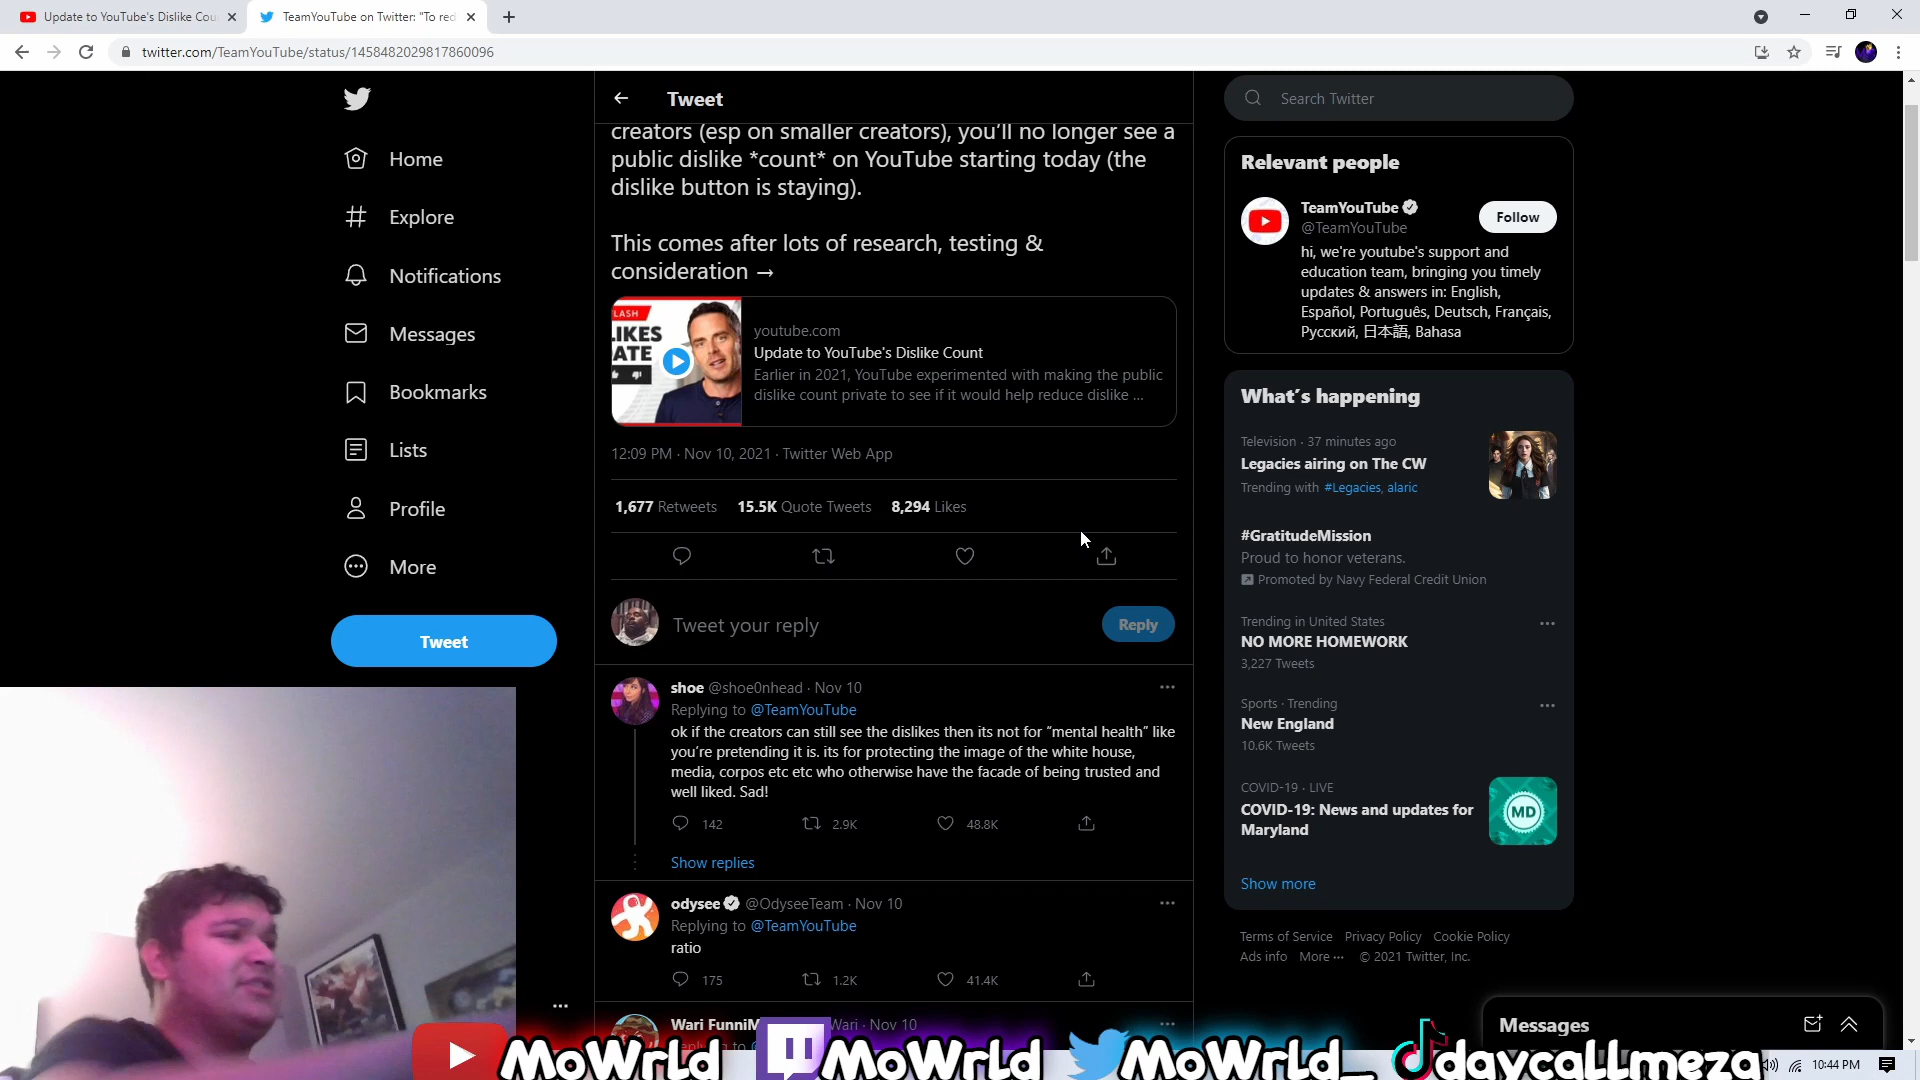 Update to YouTube's Dislike Cou
TeamYouTube on Twitter: "To red
twitter.com/TeamYouTube/status/1458482029817860096
Home
Explore
Notifications
Messages
Bookmarks
Lists
Profile
More
Tweet
Tweet
creators (esp on smaller creators), you'll no longer see a
public dislike *count* on YouTube starting today (the
dislike button is staying).
This comes after lots of research, testing &
consideration →
LASH
IKES
ATE
youtube.com
Update to YouTube's Dislike Count
Earlier in 2021, YouTube experimented with making the public
dislike count private to see if it would help reduce dislike ...
12:09 PM · Nov 10, 2021 · Twitter Web App
1,677 Retweets 15.5K Quote Tweets 8,294 Likes
Tweet your reply
Reply
shoe @shoe0nhead · Nov 10
Replying to @TeamYouTube
ok if the creators can still see the dislikes then its not for “mental health” like
you're pretending it is. its for protecting the image of the white house,
media, corpos etc etc who otherwise have the facade of being trusted and
well liked. Sad!
142 2.9K 48.8K
Show replies
odysee @OdyseeTeam · Nov 10
Replying to @TeamYouTube
ratio
175 1.2K 41.4K
Wari FunniM
Wari · Nov 10
Search Twitter
Relevant people
TeamYouTube
@TeamYouTube
Follow
hi, we're youtube's support and
education team, bringing you timely
updates & answers in: English,
Español, Português, Deutsch, Français,
Русский, 日本語, Bahasa
What's happening
Television · 37 minutes ago
Legacies airing on The CW
Trending with #Legacies, alaric
#GratitudeMission
Proud to honor veterans.
Promoted by Navy Federal Credit Union
Trending in United States
NO MORE HOMEWORK
3,227 Tweets
Sports · Trending
New England
10.6K Tweets
COVID-19 · LIVE
COVID-19: News and updates for
Maryland
MD
Show more
Terms of Service Privacy Policy Cookie Policy
Ads info More ··· © 2021 Twitter, Inc.
Messages
MoWrld
MoWrld
MoWrld_
daycallmeza
10:44 PM